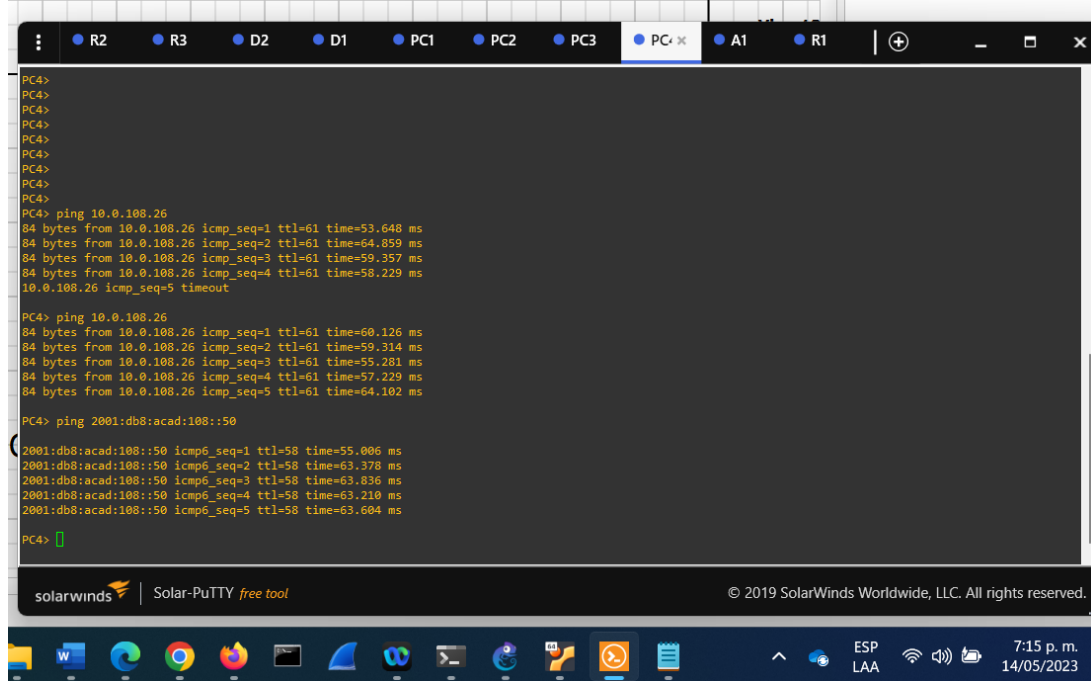 R2 R3 D2 D1 PC1 PC2 PC3 PC4 A1 R1
PC4>
PC4>
PC4>
PC4>
PC4>
PC4>
PC4>
PC4>
PC4>
PC4> ping 10.0.108.26
84 bytes from 10.0.108.26 icmp_seq=1 ttl=61 time=53.648 ms
84 bytes from 10.0.108.26 icmp_seq=2 ttl=61 time=64.859 ms
84 bytes from 10.0.108.26 icmp_seq=3 ttl=61 time=59.357 ms
84 bytes from 10.0.108.26 icmp_seq=4 ttl=61 time=58.229 ms
10.0.108.26 icmp_seq=5 timeout
PC4> ping 10.0.108.26
84 bytes from 10.0.108.26 icmp_seq=1 ttl=61 time=60.126 ms
84 bytes from 10.0.108.26 icmp_seq=2 ttl=61 time=59.314 ms
84 bytes from 10.0.108.26 icmp_seq=3 ttl=61 time=55.281 ms
84 bytes from 10.0.108.26 icmp_seq=4 ttl=61 time=57.229 ms
84 bytes from 10.0.108.26 icmp_seq=5 ttl=61 time=64.102 ms
PC4> ping 2001:db8:acad:108::50
2001:db8:acad:108::50 icmp6_seq=1 ttl=58 time=55.006 ms
2001:db8:acad:108::50 icmp6_seq=2 ttl=58 time=63.378 ms
2001:db8:acad:108::50 icmp6_seq=3 ttl=58 time=63.836 ms
2001:db8:acad:108::50 icmp6_seq=4 ttl=58 time=63.210 ms
2001:db8:acad:108::50 icmp6_seq=5 ttl=58 time=63.604 ms
PC4>
solarwinds Solar-PuTTY free tool © 2019 SolarWinds Worldwide, LLC. All rights reserved.
ESP 7:15 p. m.
LAA 14/05/2023